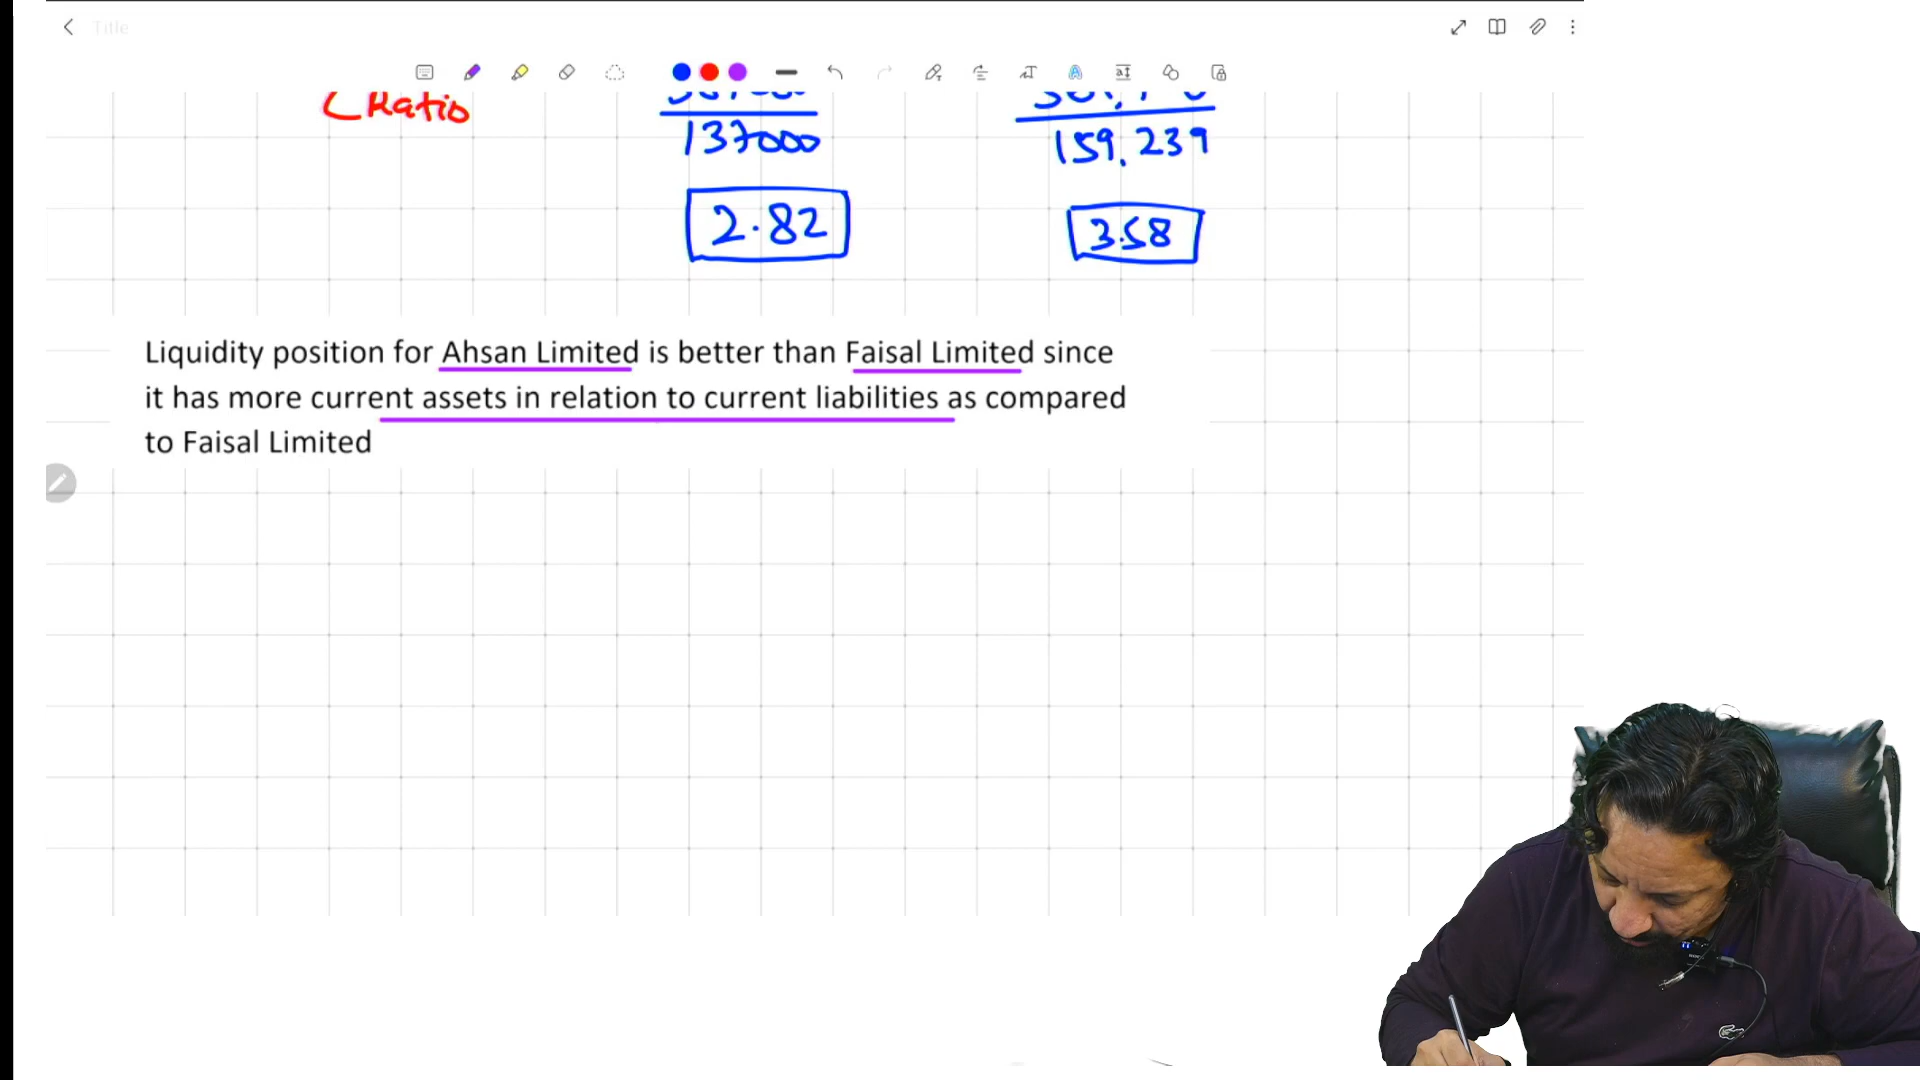 Title
Ratio
137000
159,239
2.82
3.58
Liquidity position for Ahsan Limited is better than Faisal Limited since
it has more current assets in relation to current liabilities as compared
to Faisal Limited